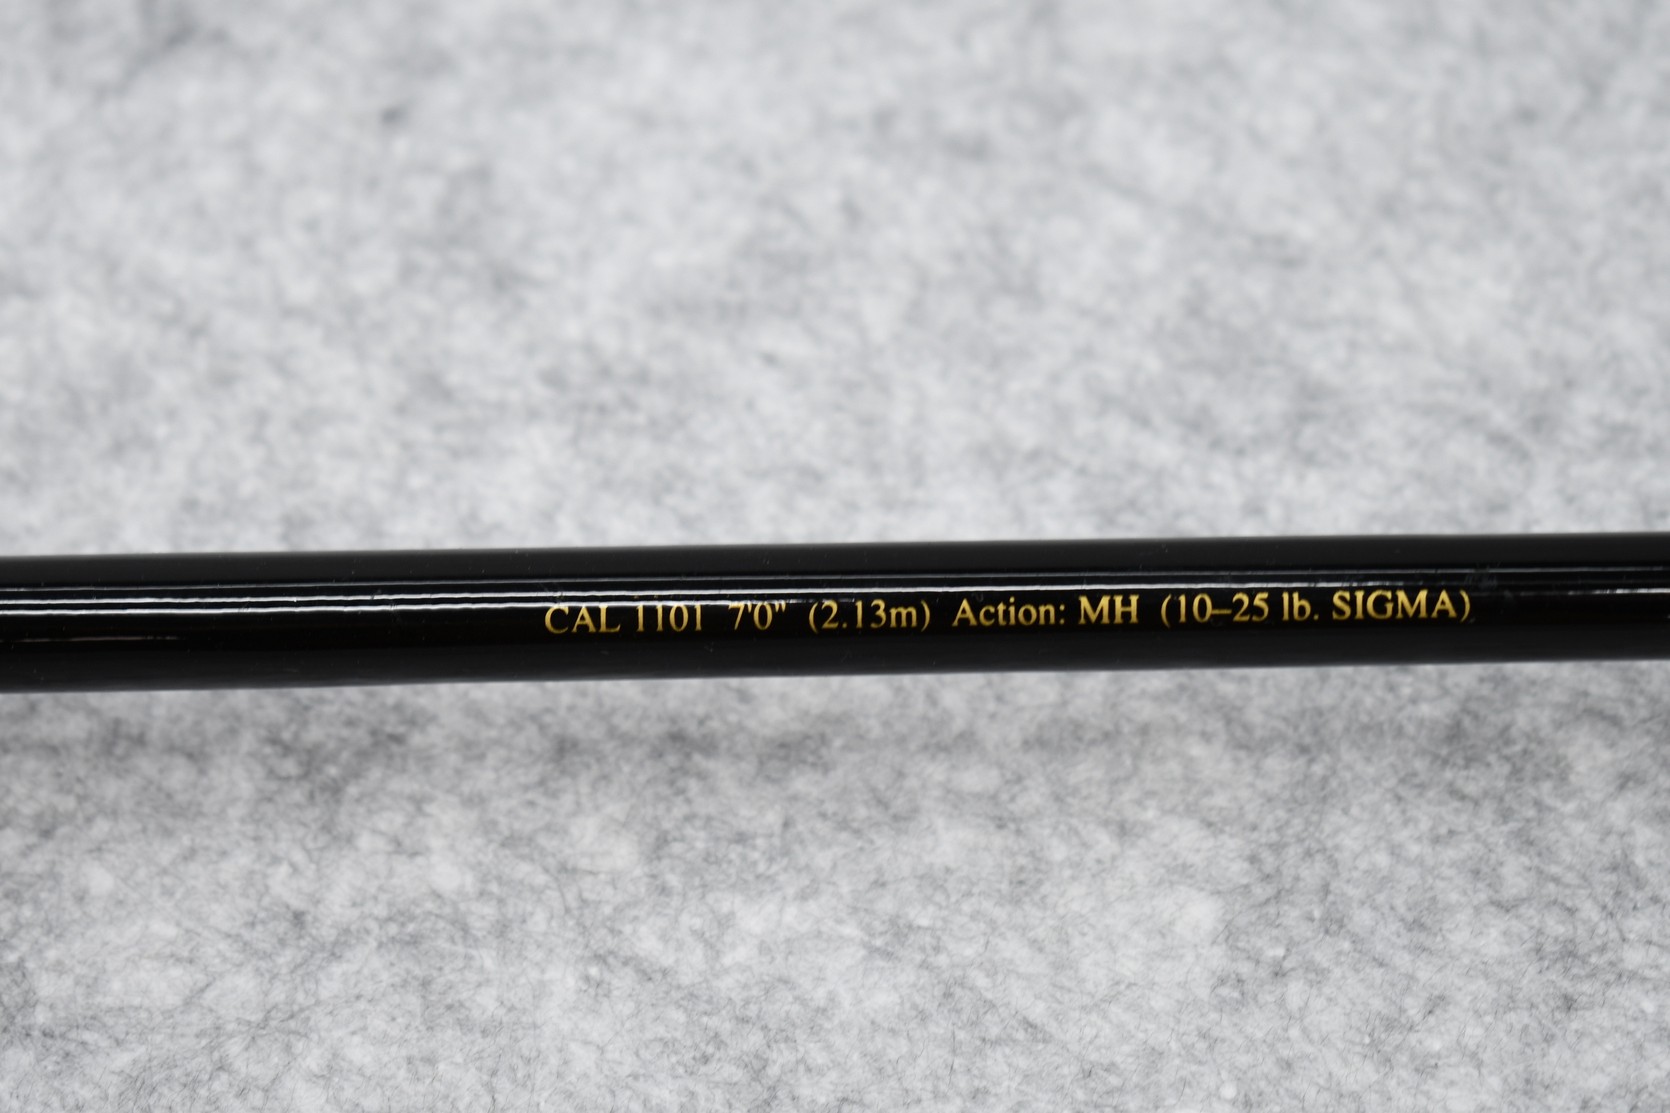 CAL 1101 7'0" (2.13m) Action: MH (10–25 lb. SIGMA)